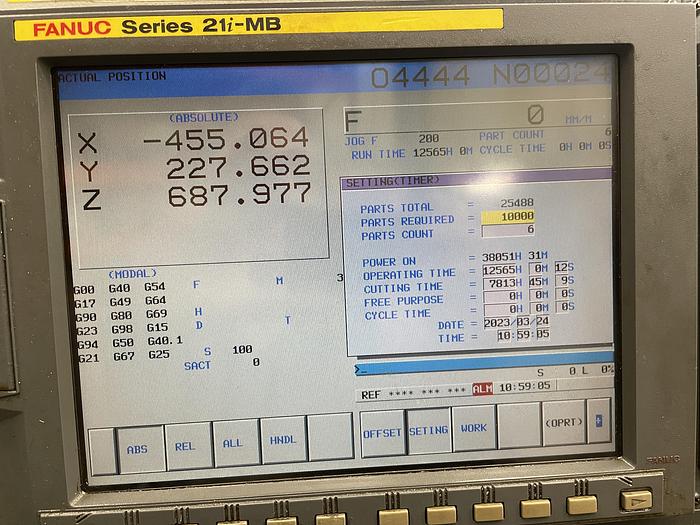 FANUC Series 21i-MB
ACTUAL POSITION O4444 N00024
(ABSOLUTE)
X -455.064
Y 227.662
Z 687.977
F 0 MM/M
JOG F 200 PART COUNT 6
RUN TIME 12565H 0M CYCLE TIME 0H 0M 0S
SETTING(TIMER)
PARTS TOTAL = 25488
PARTS REQUIRED = 10000
PARTS COUNT = 6
POWER ON = 38051H 31M
OPERATING TIME = 12565H 0M 12S
CUTTING TIME = 7813H 45M 9S
FREE PURPOSE = 0H 0M 0S
CYCLE TIME = 0H 0M 0S
DATE = 2023/03/24
TIME = 10:59:05
(MODAL)
G00 G40 G54 F M 3
G17 G49 G64
G90 G80 G69 H
G23 G98 G15 D T
G94 G50 G40.1
G21 G67 G25 S 100
SACT 0
>_
S 0 L 0%
REF **** *** *** ALM 10:59:05
ABS REL ALL HNDL OFFSET SETING WORK (OPRT) +
FANUC